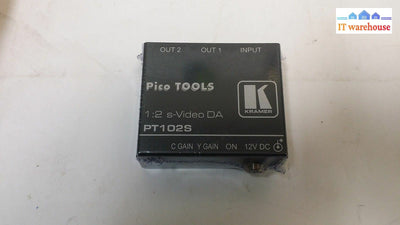 IT warehouse
OUT 2 OUT 1 INPUT
Pico TOOLS
K
KRAMER
1:2 s-Video DA
PT102S
C GAIN Y GAIN ON 12V DC